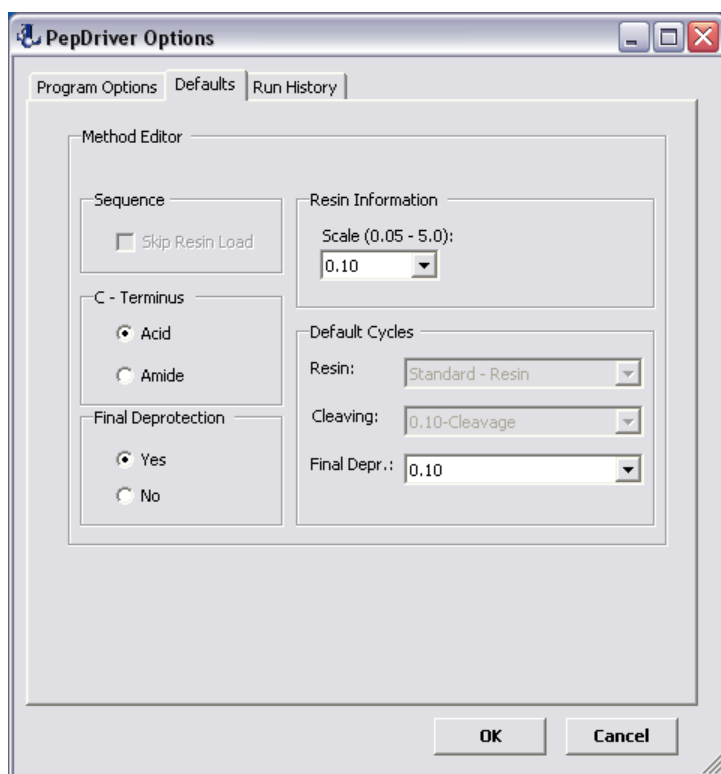 PepDriver Options
Program Options
Defaults
Run History
Method Editor
Sequence
Skip Resin Load
Resin Information
Scale (0.05 - 5.0):
0.10
C - Terminus
Acid
Amide
Default Cycles
Resin:
Standard - Resin
Cleaving:
0.10-Cleavage
Final Depr.:
0.10
Final Deprotection
Yes
No
OK
Cancel